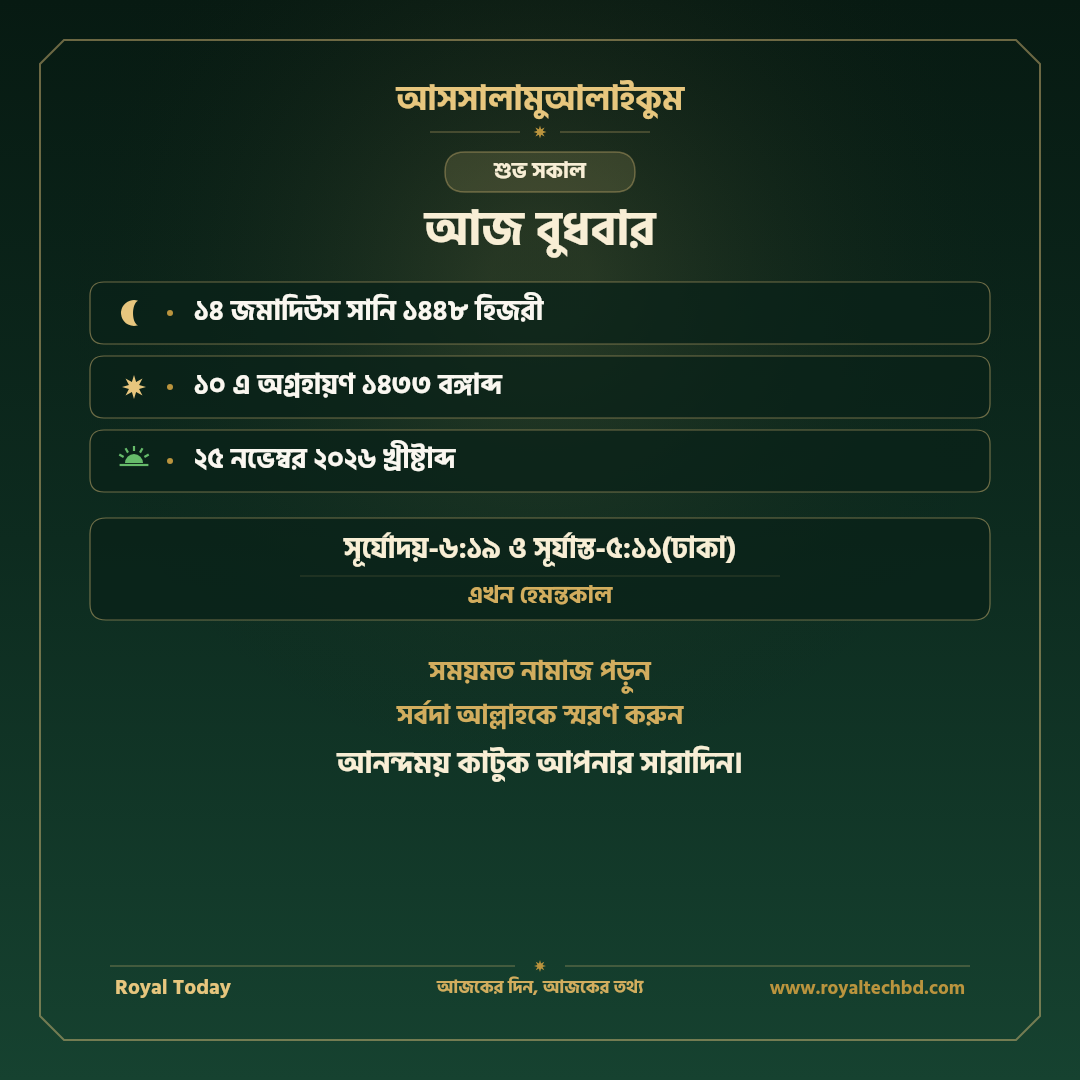 আসসালামুআলাইকুম
শুভ সকাল
আজ বুধবার
১৪ জমাদিউস সানি ১৪৪৮ হিজরী
১০ এ অগ্রহায়ণ ১৪৩৩ বঙ্গাব্দ
২৫ নভেম্বর ২০২৬ খ্রীষ্টাব্দ
সূর্যোদয়-৬:১৯ ও সূর্যাস্ত-৫:১১(ঢাকা)
এখন হেমন্তকাল
সময়মত নামাজ পড়ুন
সর্বদা আল্লাহকে স্মরণ করুন
আনন্দময় কাটুক আপনার সারাদিন।
Royal Today
আজকের দিন, আজকের তথ্য
www.royaltechbd.com